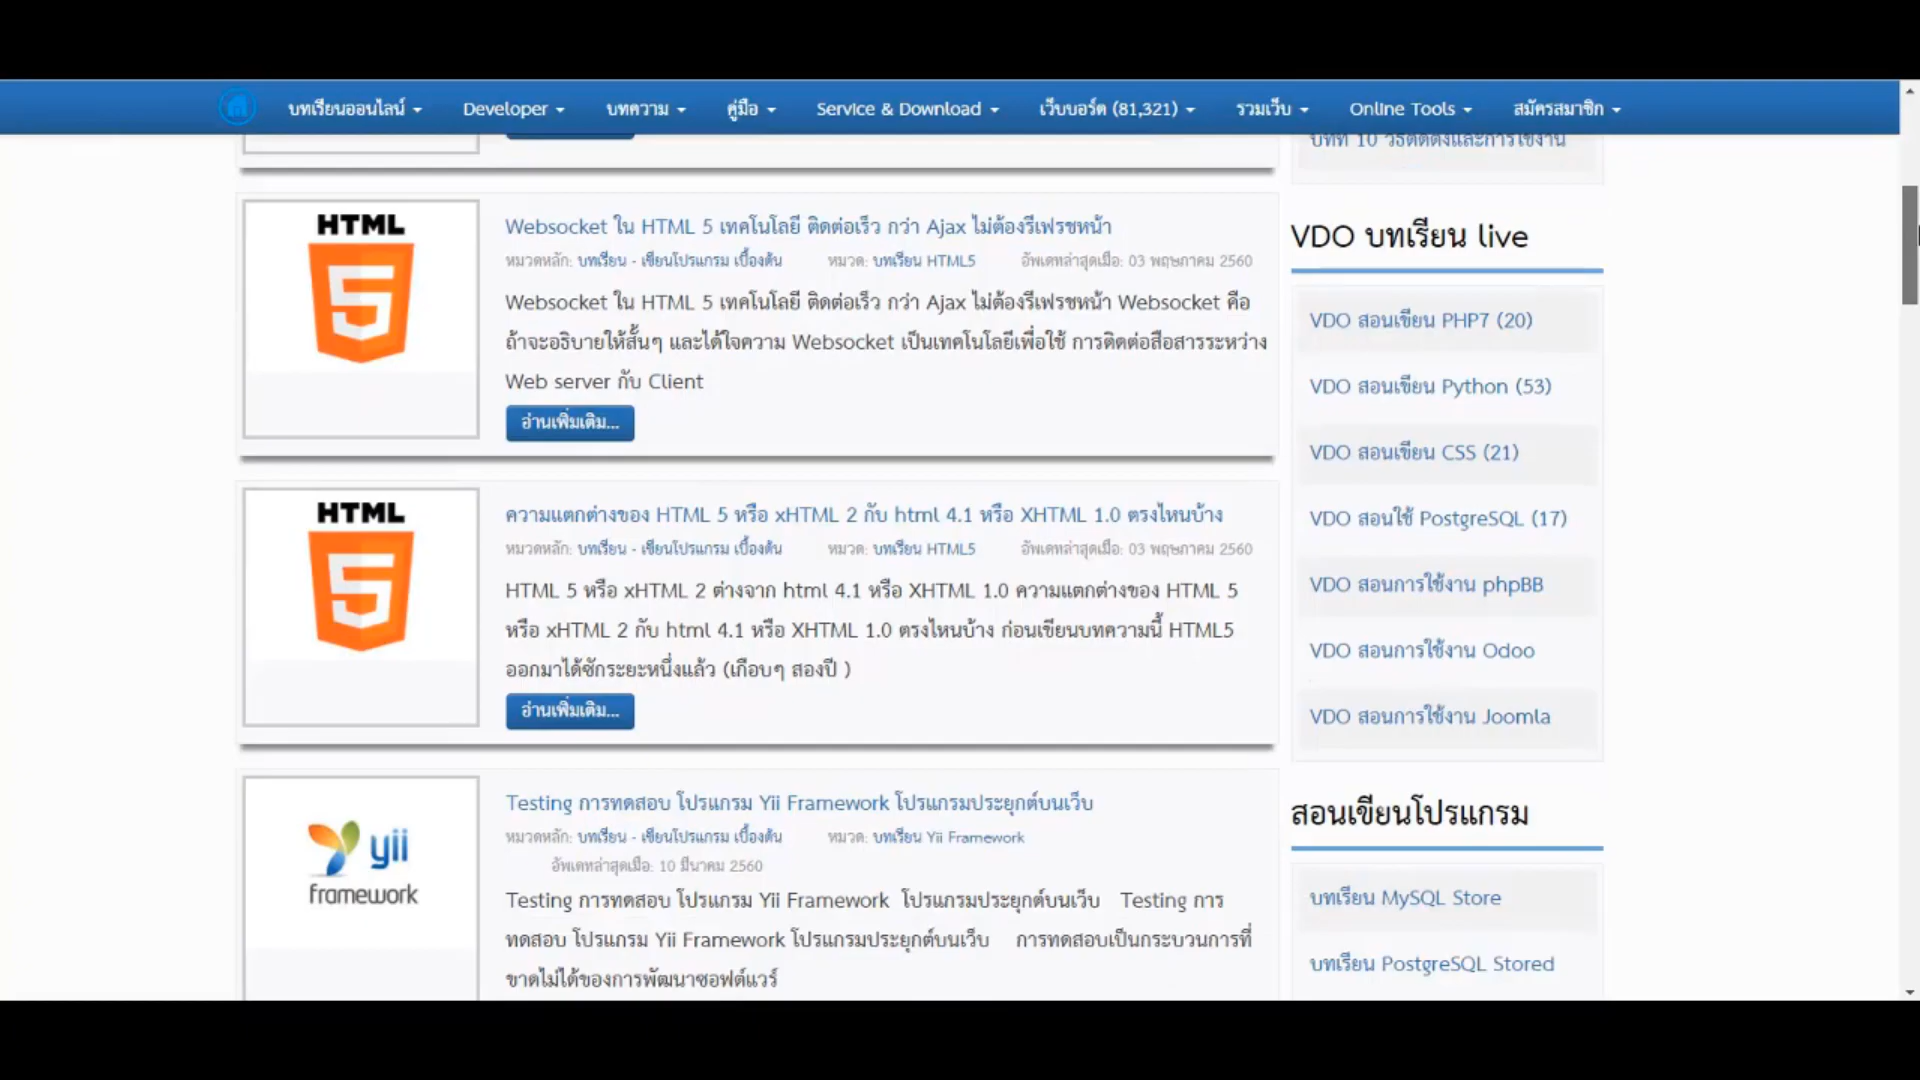 บทเรียนออนไลน์ Developer บทความ คู่มือ Service & Download เว็บบอร์ด (81,321) รวมเว็บ Online Tools สมัครสมาชิก
บทที่ 10 วิธีติดตั้งและการใช้งาน
HTML
5
Websocket ใน HTML 5 เทคโนโลยี ติดต่อเร็ว กว่า Ajax ไม่ต้องรีเฟรชหน้า
หมวดหลัก: บทเรียน - เขียนโปรแกรม เบื้องต้น หมวด: บทเรียน HTML5 อัพเดทล่าสุดเมื่อ: 03 พฤษภาคม 2560
Websocket ใน HTML 5 เทคโนโลยี ติดต่อเร็ว กว่า Ajax ไม่ต้องรีเฟรชหน้า Websocket คือ
ถ้าจะอธิบายให้สั้นๆ และได้ใจความ Websocket เป็นเทคโนโลยีเพื่อใช้ การติดต่อสือสารระหว่าง
Web server กับ Client
อ่านเพิ่มเติม...
HTML
5
ความแตกต่างของ HTML 5 หรือ xHTML 2 กับ html 4.1 หรือ XHTML 1.0 ตรงไหนบ้าง
หมวดหลัก: บทเรียน - เขียนโปรแกรม เบื้องต้น หมวด: บทเรียน HTML5 อัพเดทล่าสุดเมื่อ: 03 พฤษภาคม 2560
HTML 5 หรือ xHTML 2 ต่างจาก html 4.1 หรือ XHTML 1.0 ความแตกต่างของ HTML 5
หรือ xHTML 2 กับ html 4.1 หรือ XHTML 1.0 ตรงไหนบ้าง ก่อนเขียนบทความนี้ HTML5
ออกมาได้ซักระยะหนึ่งแล้ว (เกือบๆ สองปี )
อ่านเพิ่มเติม...
yii
framework
Testing การทดสอบ โปรแกรม Yii Framework โปรแกรมประยุกต์บนเว็บ
หมวดหลัก: บทเรียน - เขียนโปรแกรม เบื้องต้น หมวด: บทเรียน Yii Framework
อัพเดทล่าสุดเมื่อ: 10 มีนาคม 2560
Testing การทดสอบ โปรแกรม Yii Framework โปรแกรมประยุกต์บนเว็บ Testing การ
ทดสอบ โปรแกรม Yii Framework โปรแกรมประยุกต์บนเว็บ การทดสอบเป็นกระบวนการที่
ขาดไม่ได้ของการพัฒนาซอฟต์แวร์
VDO บทเรียน live
VDO สอนเขียน PHP7 (20)
VDO สอนเขียน Python (53)
VDO สอนเขียน CSS (21)
VDO สอนใช้ PostgreSQL (17)
VDO สอนการใช้งาน phpBB
VDO สอนการใช้งาน Odoo
VDO สอนการใช้งาน Joomla
สอนเขียนโปรแกรม
บทเรียน MySQL Store
บทเรียน PostgreSQL Stored